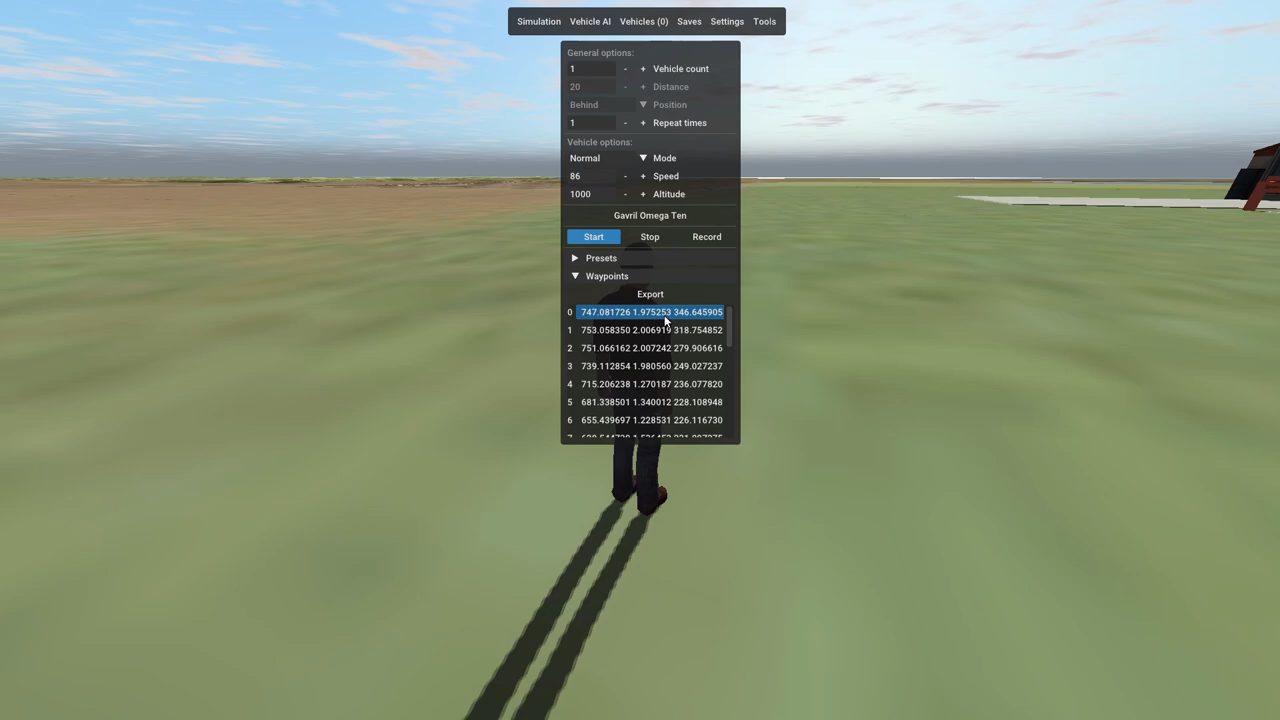 Simulation Vehicle AI Vehicles (0) Saves Settings Tools
General options:
1 - + Vehicle count
20 - + Distance
Behind ▼ Position
1 - + Repeat times
Vehicle options:
Normal ▼ Mode
86 - + Speed
1000 - + Altitude
Gavril Omega Ten
Start Stop Record
▶ Presets
▼ Waypoints
Export
0 747.081726 1.975253 346.645905
1 753.058350 2.006919 318.754852
2 751.066162 2.007242 279.906616
3 739.112854 1.980560 249.027237
4 715.206238 1.270187 236.077820
5 681.338501 1.340012 228.108948
6 655.439697 1.228531 226.116730